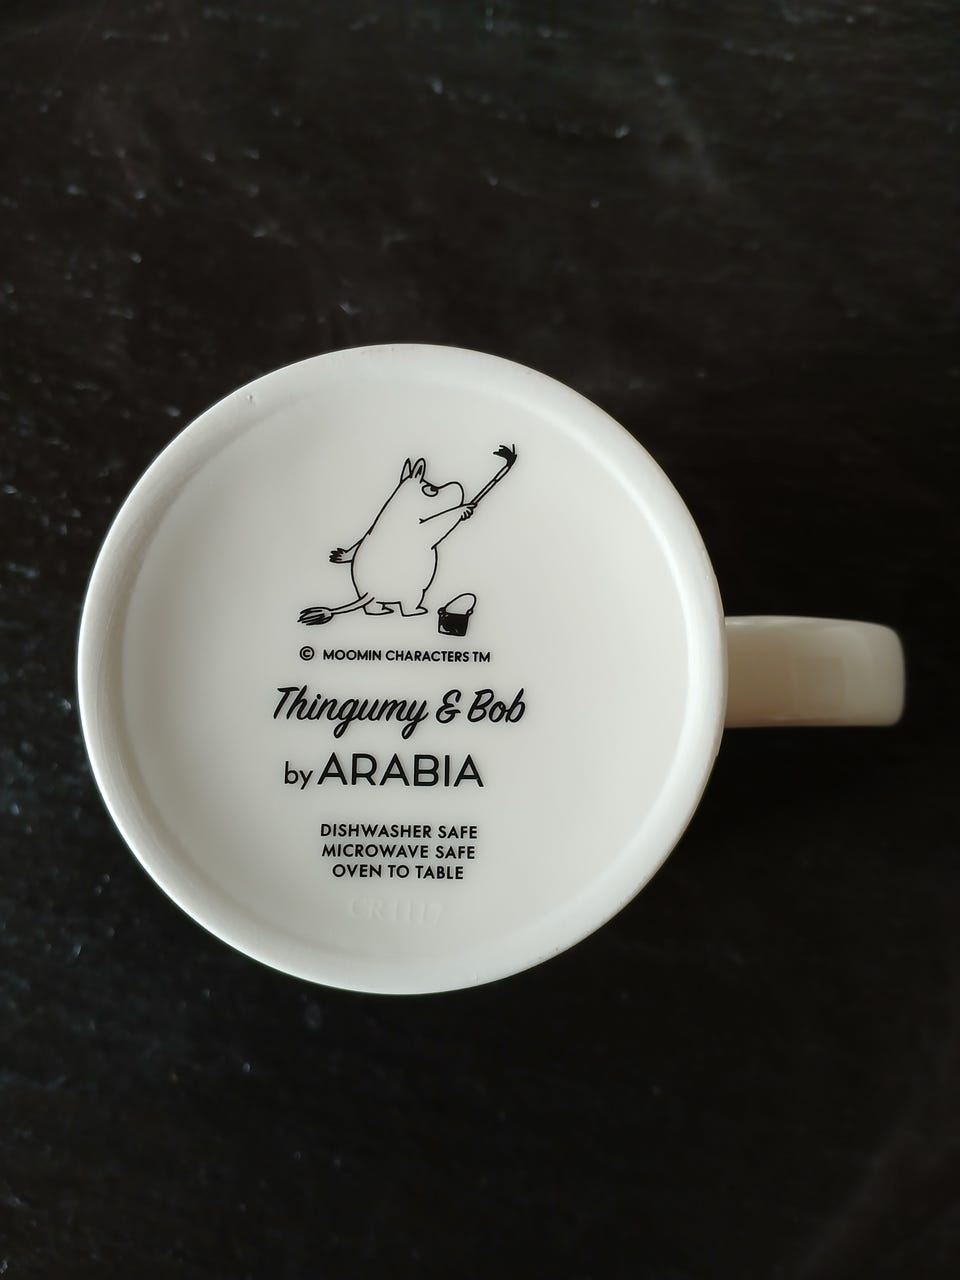 © MOOMIN CHARACTERS TM
Thingumy & Bob
by ARABIA
DISHWASHER SAFE
MICROWAVE SAFE
OVEN TO TABLE